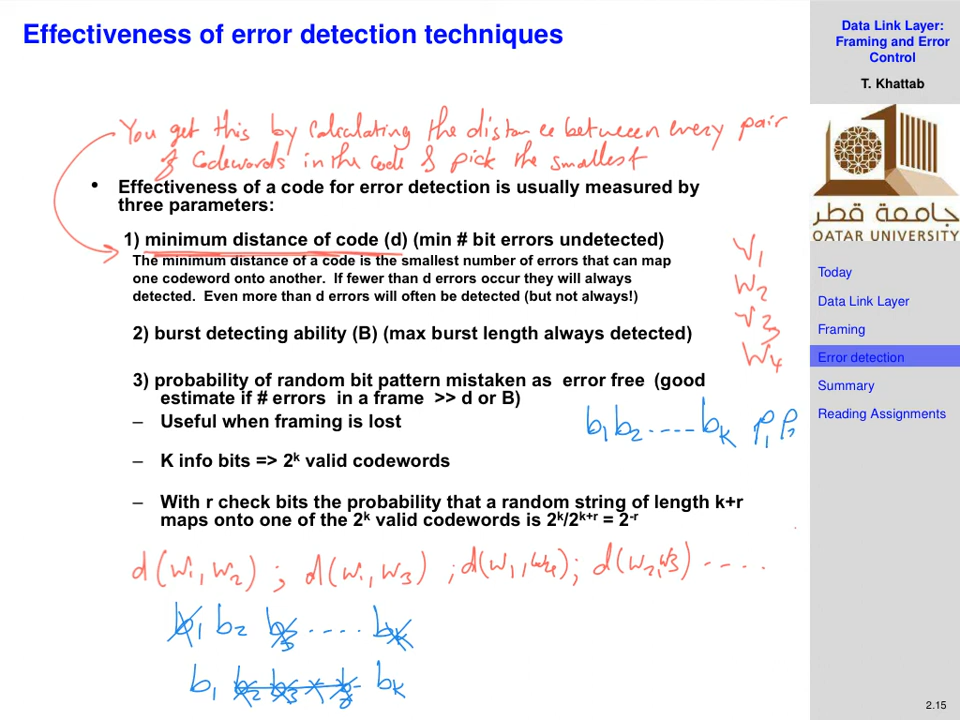 Effectiveness of error detection techniques
You get this by calculating the distance between every pair
of codewords in the code & pick the smallest
• Effectiveness of a code for error detection is usually measured by
three parameters:
1) minimum distance of code (d) (min # bit errors undetected)
The minimum distance of a code is the smallest number of errors that can map
one codeword onto another. If fewer than d errors occur they will always
detected. Even more than d errors will often be detected (but not always!)
2) burst detecting ability (B) (max burst length always detected)
3) probability of random bit pattern mistaken as error free (good
estimate if # errors in a frame >> d or B)
– Useful when framing is lost
– K info bits => 2^k valid codewords
– With r check bits the probability that a random string of length k+r
maps onto one of the 2^k valid codewords is 2^k/2^k+r = 2^-r
W1
W2
W3
W4
b1 b2 ..... bK P1 P2
d(W1, W2) ; d(W1, W3) ; d(W1, W4) ; d(W2, W3) ....
b1 b2 b3 ..... bk
b1 b2 b3 bk
Data Link Layer:
Framing and Error
Control
T. Khattab
جامعة قطر
QATAR UNIVERSITY
Today
Data Link Layer
Framing
Error detection
Summary
Reading Assignments
2.15